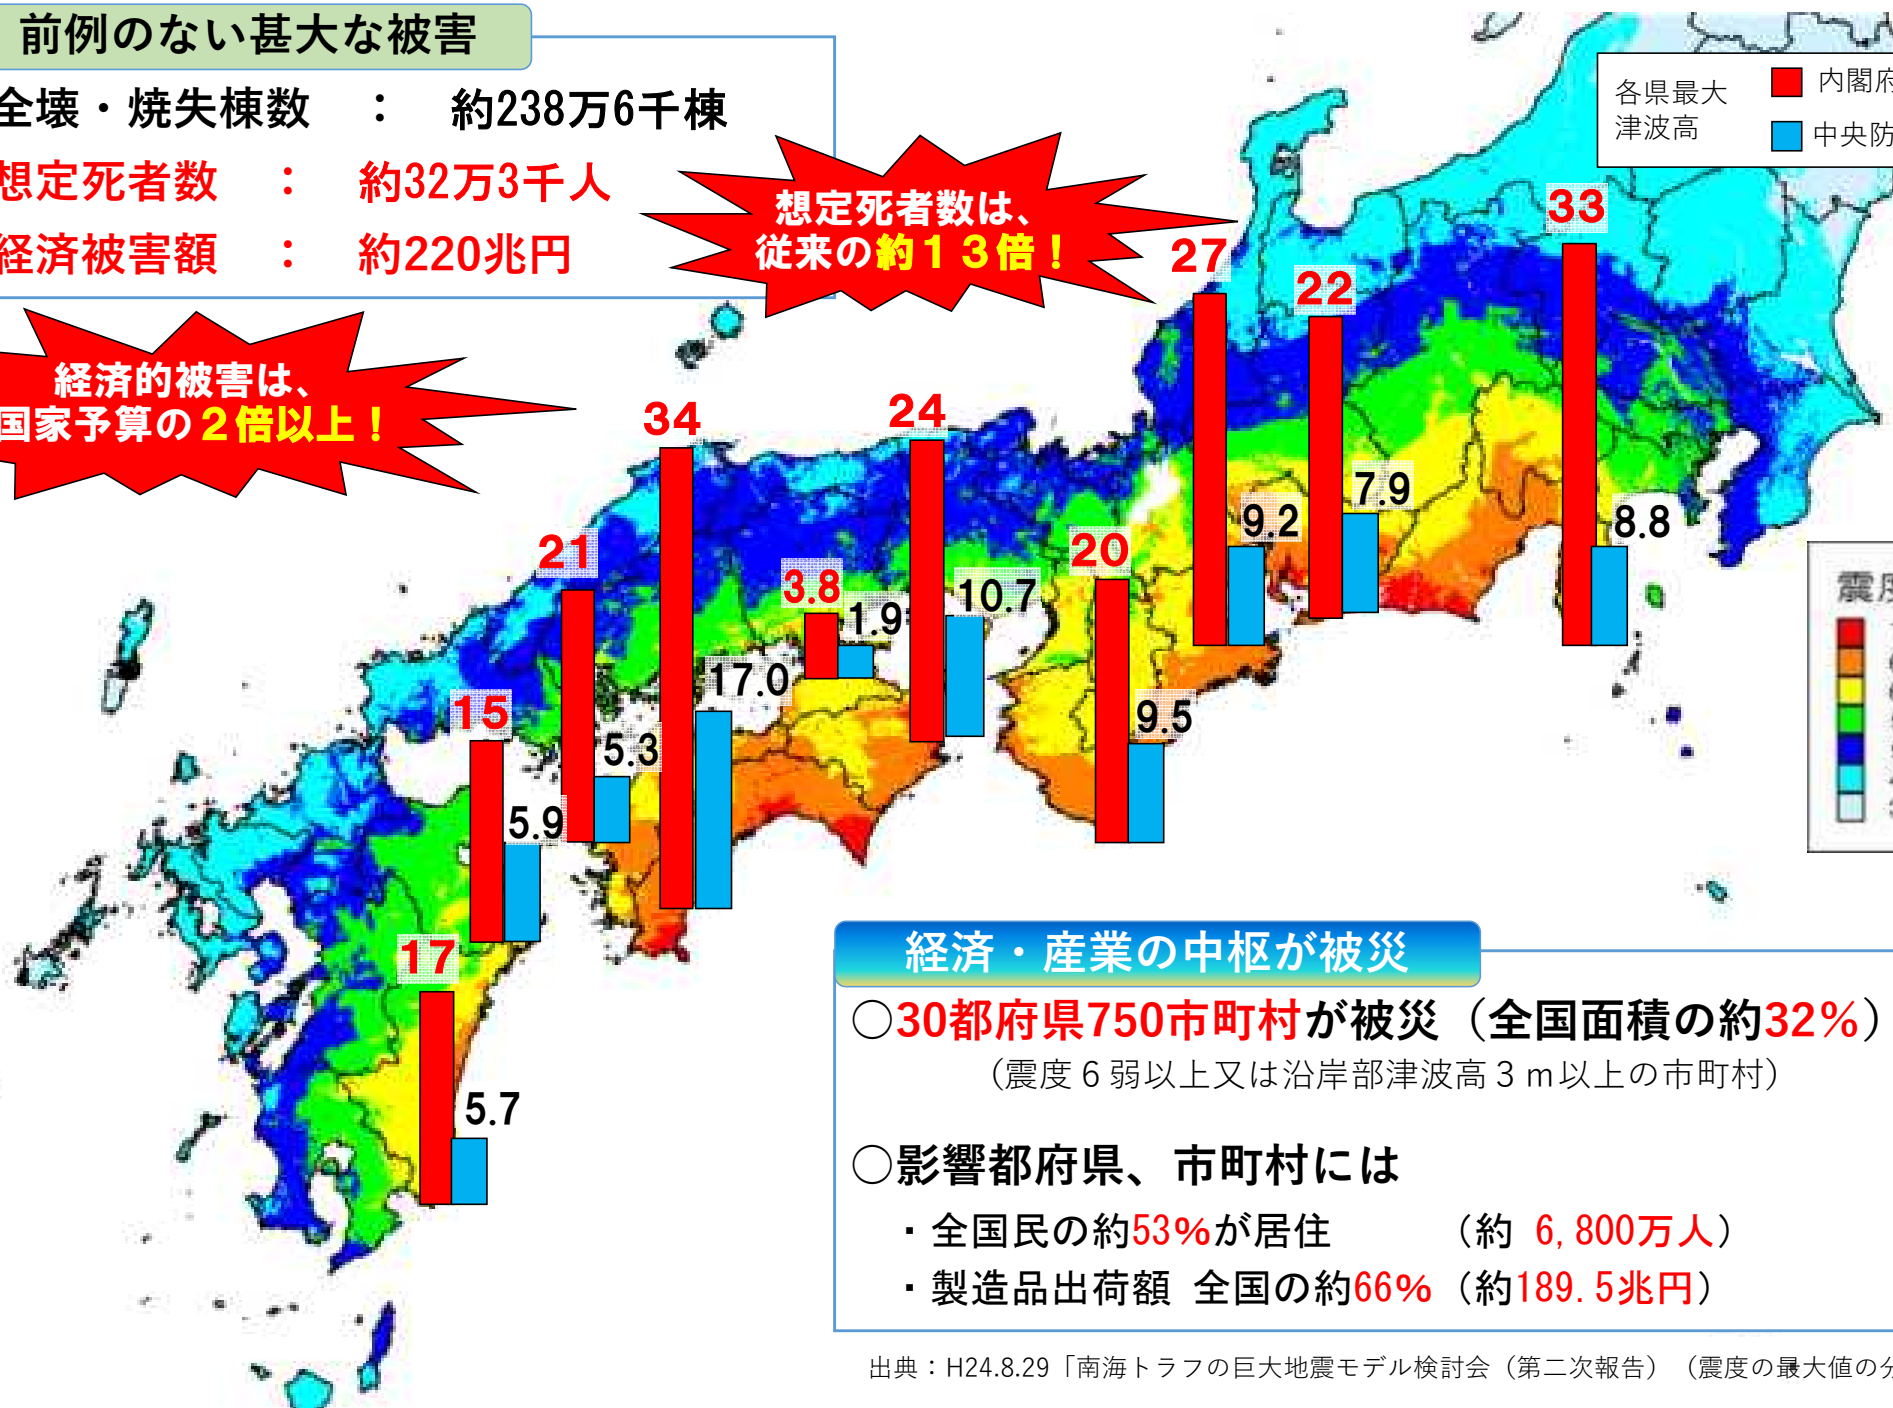 前例のない甚大な被害
全壊・焼失棟数 ： 約238万6千棟
想定死者数 ： 約32万3千人
経済被害額 ： 約220兆円
想定死者数は、
従来の約１３倍！
経済的被害は、
国家予算の２倍以上！
各県最大
津波高
内閣府
中央防
33
27
22
34
24
7.9
9.2
8.8
21
20
3.8
1.9
10.7
17.0
15
9.5
5.3
5.9
17
5.7
震度
経済・産業の中枢が被災
○30都府県750市町村が被災（全国面積の約32%）
（震度６弱以上又は沿岸部津波高３ｍ以上の市町村）
○影響都府県、市町村には
・全国民の約53%が居住 （約 6,800万人）
・製造品出荷額 全国の約66% （約189.5兆円）
出典：H24.8.29「南海トラフの巨大地震モデル検討会（第二次報告）（震度の最大値の分